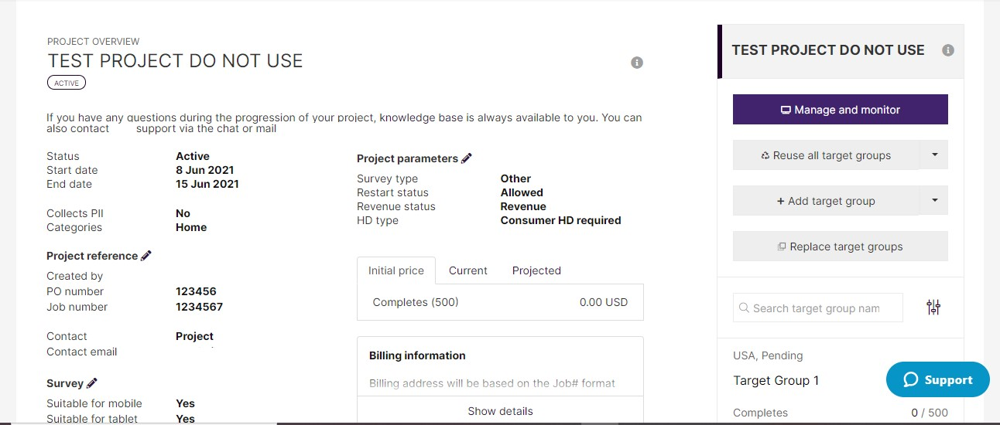 PROJECT OVERVIEW
TEST PROJECT DO NOT USE
ACTIVE
If you have any questions during the progression of your project, knowledge base is always available to you. You can
also contact support via the chat or mail
Status Active
Start date 8 Jun 2021
End date 15 Jun 2021
Collects PII No
Categories Home
Project reference
Created by
PO number 123456
Job number 1234567
Contact Project
Contact email
Survey
Suitable for mobile Yes
Suitable for tablet Yes
Project parameters
Survey type Other
Restart status Allowed
Revenue status Revenue
HD type Consumer HD required
Initial price Current Projected
Completes (500) 0.00 USD
Billing information
Billing address will be based on the Job# format
Show details
TEST PROJECT DO NOT USE
Manage and monitor
Reuse all target groups
+ Add target group
Replace target groups
Search target group nam
USA, Pending
Target Group 1
Completes 0 / 500
Support